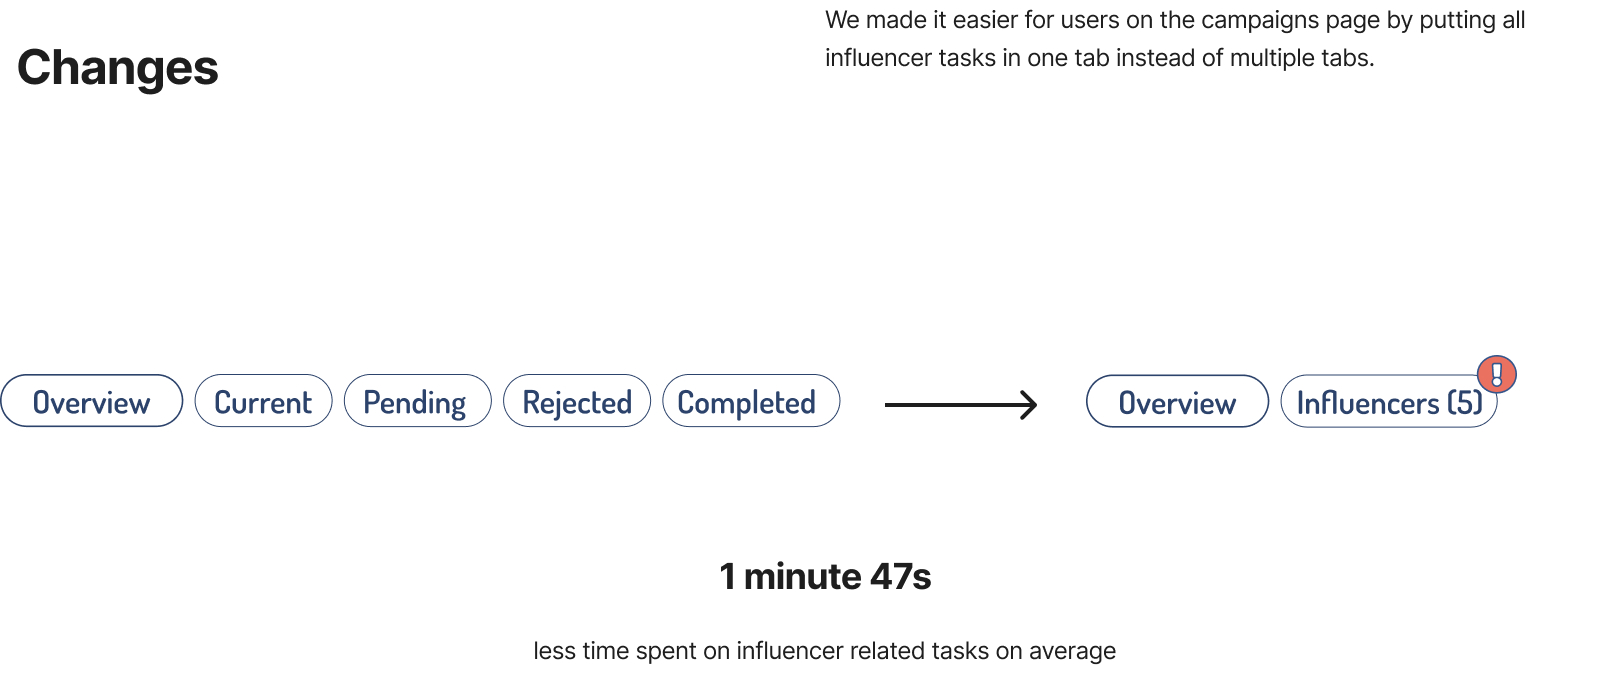 Changes
We made it easier for users on the campaigns page by putting all
influencer tasks in one tab instead of multiple tabs.
Overview Current Pending Rejected Completed Overview Influencers (5) !
1 minute 47s
less time spent on influencer related tasks on average